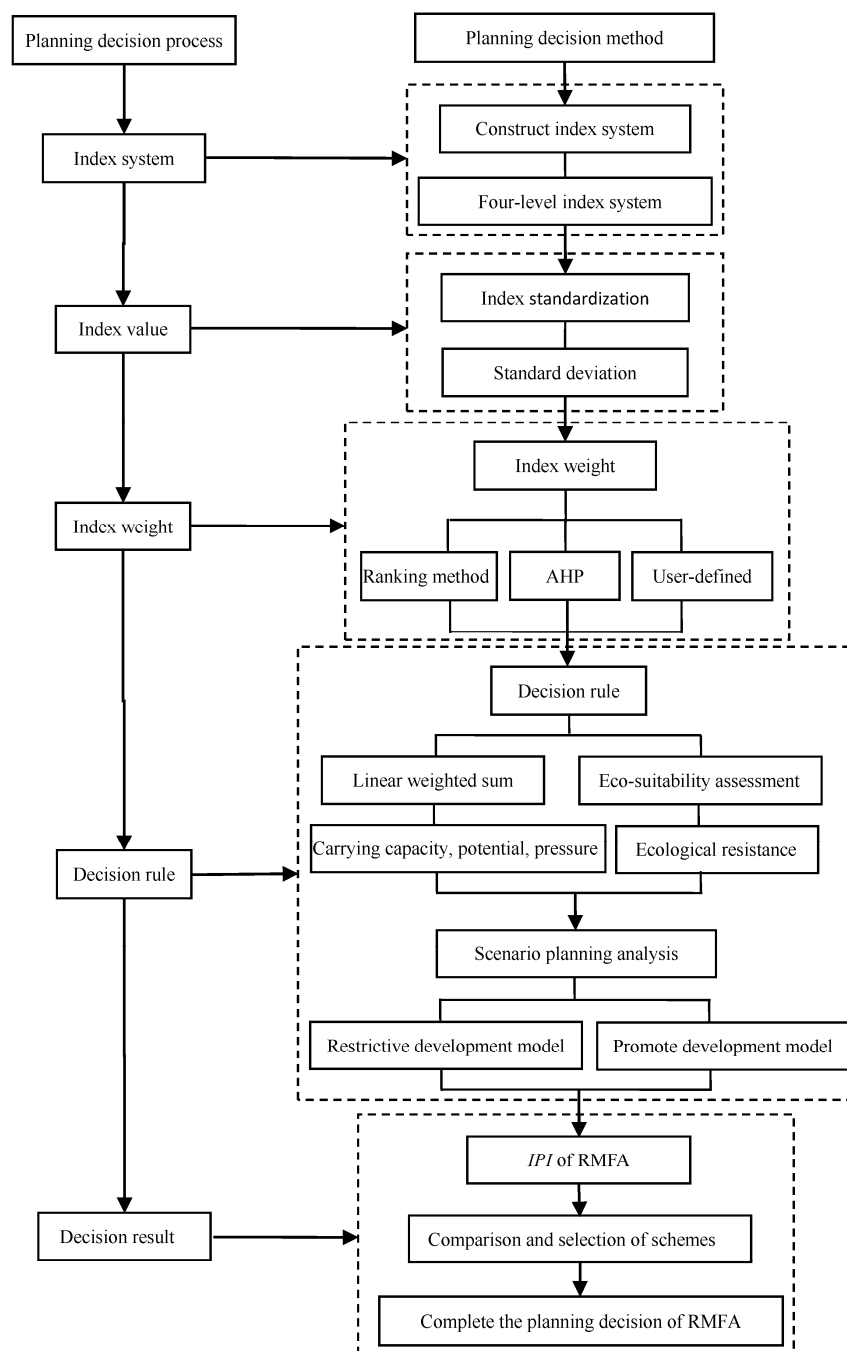 Planning decision process
Planning decision method
Construct index system
Index system
Four-level index system
Index standardization
Index value
Standard deviation
Index weight
Index weight
Ranking method
AHP
User-defined
Decision rule
Linear weighted sum
Eco-suitability assessment
Carrying capacity, potential, pressure
Ecological resistance
Decision rule
Scenario planning analysis
Restrictive development model
Promote development model
IPI of RMFA
Decision result
Comparison and selection of schemes
Complete the planning decision of RMFA